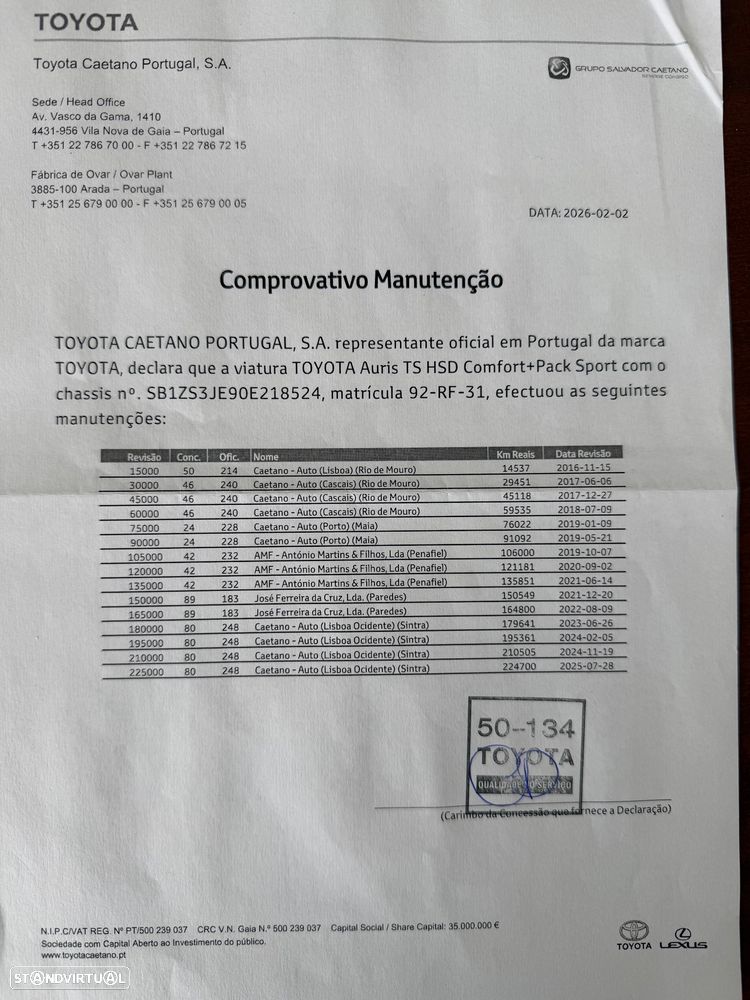 TOYOTA
Toyota Caetano Portugal, S.A.
GRUPO SALVADOR CAETANO
Sede / Head Office
Av. Vasco da Gama, 1410
4431-956 Vila Nova de Gaia – Portugal
T +351 22 786 70 00 - F +351 22 786 72 15
Fábrica de Ovar / Ovar Plant
3885-100 Arada – Portugal
T +351 25 679 00 00 - F +351 25 679 00 05
DATA: 2026-02-02
Comprovativo Manutenção
TOYOTA CAETANO PORTUGAL, S.A. representante oficial em Portugal da marca
TOYOTA, declara que a viatura TOYOTA Auris TS HSD Comfort+Pack Sport com o
chassis nº. SB1ZS3JE90E218524, matrícula 92-RF-31, efectuou as seguintes
manutenções:
Revisão Conc. Ofic. Nome Km Reais Data Revisão
15000 50 214 Caetano - Auto (Lisboa) (Rio de Mouro) 14537 2016-11-15
30000 46 240 Caetano - Auto (Cascais) (Rio de Mouro) 29451 2017-06-06
45000 46 240 Caetano - Auto (Cascais) (Rio de Mouro) 45118 2017-12-27
60000 46 240 Caetano - Auto (Cascais) (Rio de Mouro) 59535 2018-07-09
75000 24 228 Caetano - Auto (Porto) (Maia) 76022 2019-01-09
90000 24 228 Caetano - Auto (Porto) (Maia) 91092 2019-05-21
105000 42 232 AMF - António Martins & Filhos, Lda (Penafiel) 106000 2019-10-07
120000 42 232 AMF - António Martins & Filhos, Lda (Penafiel) 121181 2020-09-02
135000 42 232 AMF - António Martins & Filhos, Lda (Penafiel) 135851 2021-06-14
150000 89 183 José Ferreira da Cruz, Lda. (Paredes) 150549 2021-12-20
165000 89 183 José Ferreira da Cruz, Lda. (Paredes) 164800 2022-08-09
180000 80 248 Caetano - Auto (Lisboa Ocidente) (Sintra) 179641 2023-06-26
195000 80 248 Caetano - Auto (Lisboa Ocidente) (Sintra) 195361 2024-02-05
210000 80 248 Caetano - Auto (Lisboa Ocidente) (Sintra) 210505 2024-11-19
225000 80 248 Caetano - Auto (Lisboa Ocidente) (Sintra) 224700 2025-07-28
50-134
TOYOTA
QUALIDADE NO SERVIÇO
(Carimbo da Concessão que fornece a Declaração)
N.I.P.C/VAT REG. Nº PT/500 239 037 CRC V.N. Gaia N.º 500 239 037 Capital Social / Share Capital: 35.000.000 €
Sociedade com Capital Aberto ao Investimento do público.
www.toyotacaetano.pt
TOYOTA LEXUS
STANDVIRTUAL